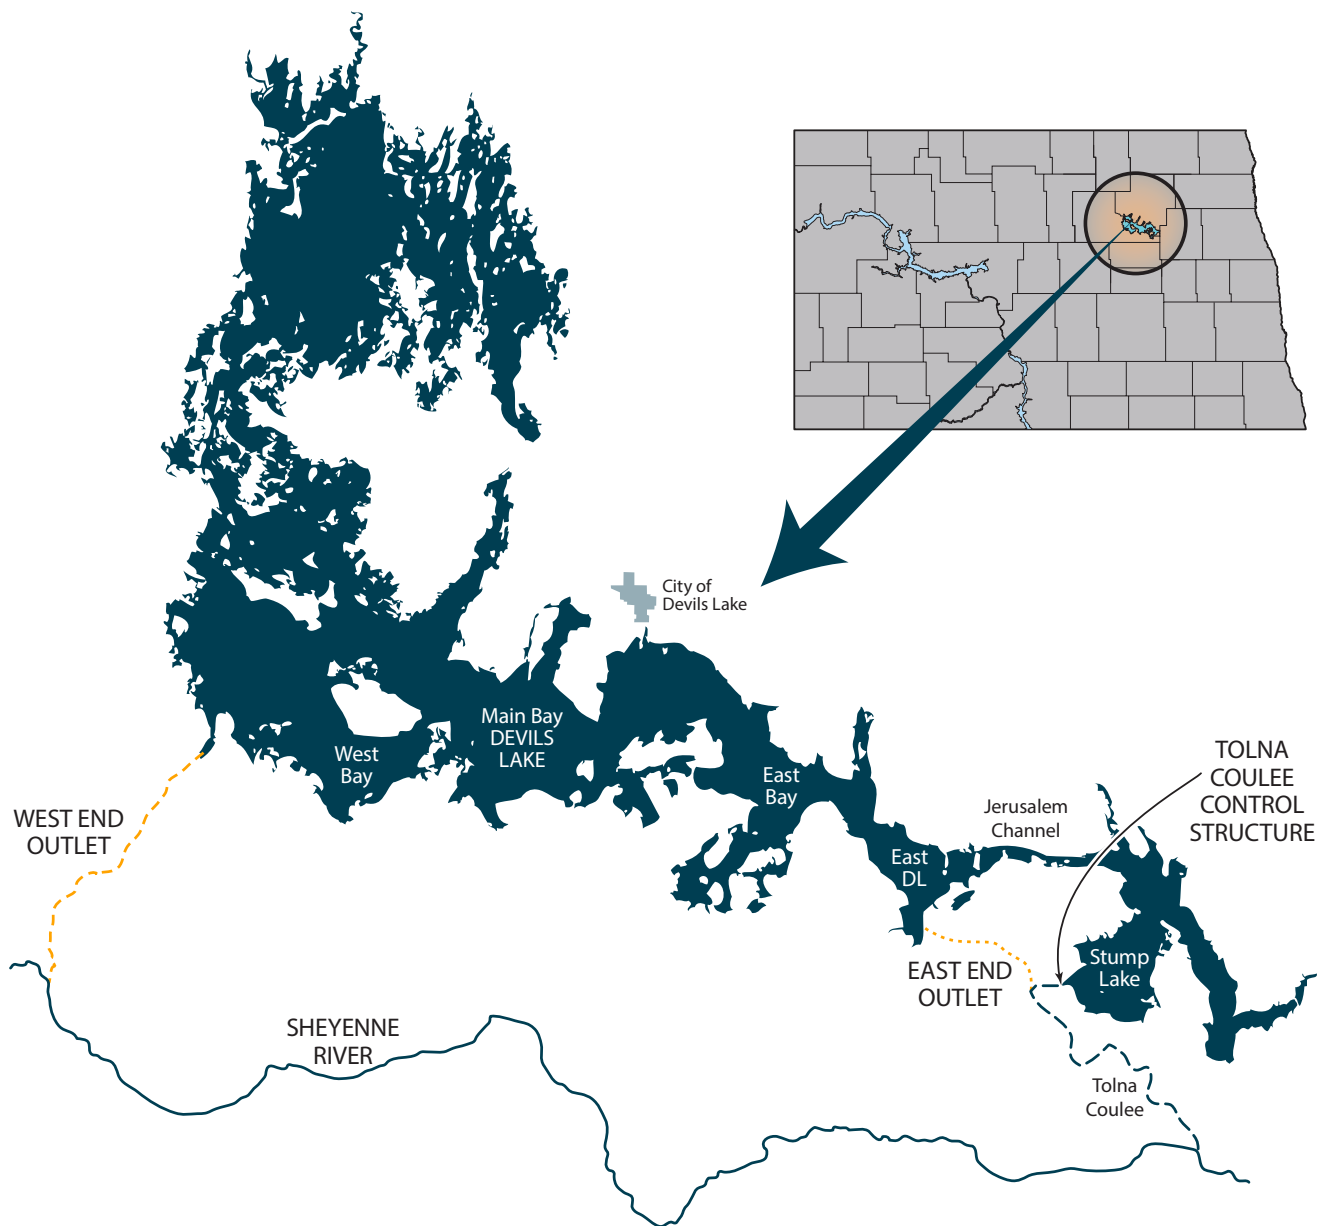 City of
Devils Lake
Main Bay
DEVILS
LAKE
West
Bay
East
Bay
TOLNA
COULEE
CONTROL
STRUCTURE
Jerusalem
Channel
WEST END
OUTLET
East
DL
EAST END
OUTLET
Stump
Lake
SHEYENNE
RIVER
Tolna
Coulee